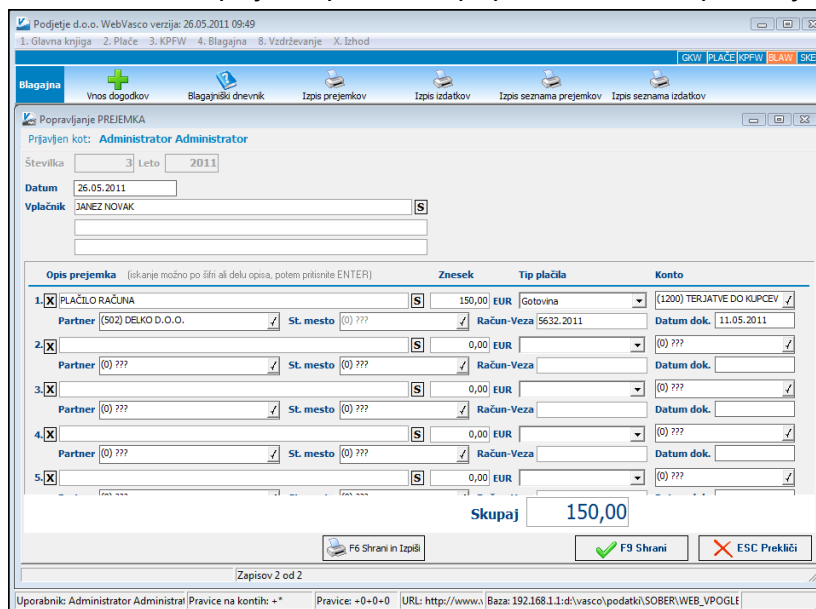 Podjetje d.o.o. WebVasco verzija: 26.05.2011 09:49
1. Glavna knjiga 2. Plače 3. KPFW 4. Blagajna 8. Vzdrževanje X. Izhod
GKW PLAČE KPFW BLAW SKE
Blagajna Vnos dogodkov Blagajniški dnevnik Izpis prejemkov Izpis izdatkov Izpis seznama prejemkov Izpis seznama izdatkov
Popravljanje PREJEMKA
Prijavljen kot: Administrator Administrator
Številka 3 Leto 2011
Datum 26.05.2011
Vplačnik JANEZ NOVAK S
Opis prejemka (iskanje možno po šifri ali delu opisa, potem pritisnite ENTER) Znesek Tip plačila Konto
1. X PLAČILO RAČUNA S 150,00 EUR Gotovina (1200) TERJATVE DO KUPCEV
Partner (502) DELKO D.O.O. St. mesto (0) ??? Račun-Veza 5632.2011 Datum dok. 11.05.2011
2. X S 0,00 EUR (0) ???
Partner (0) ??? St. mesto (0) ??? Račun-Veza Datum dok.
3. X S 0,00 EUR (0) ???
Partner (0) ??? St. mesto (0) ??? Račun-Veza Datum dok.
4. X S 0,00 EUR (0) ???
Partner (0) ??? St. mesto (0) ??? Račun-Veza Datum dok.
5. X S 0,00 EUR (0) ???
Skupaj 150,00
F6 Shrani in Izpiši F9 Shrani ESC Prekliči
Zapisov 2 od 2
Uporabnik: Administrator Administrat Pravice na kontih: +* Pravice: +0+0+0 URL: http://www.v Baza: 192.168.1.1:d:\vasco\podatki\SOBER\WEB_VPOGLE